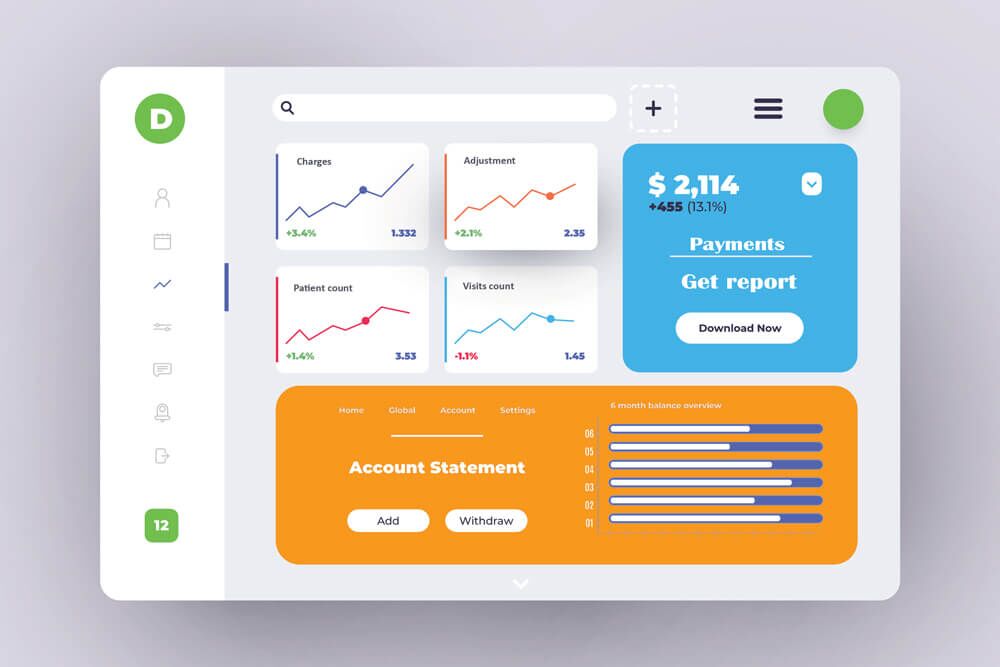 D
12
Charges
+3.4% 1.332
Adjustment
+2.1% 2.35
Patient count
+1.4% 3.53
Visits count
-1.1% 1.45
$ 2,114
+455 (13.1%)
Payments
Get report
Download Now
Home Global Account Settings
Account Statement
Add Withdraw
6 month balance overview
06
05
04
03
02
01